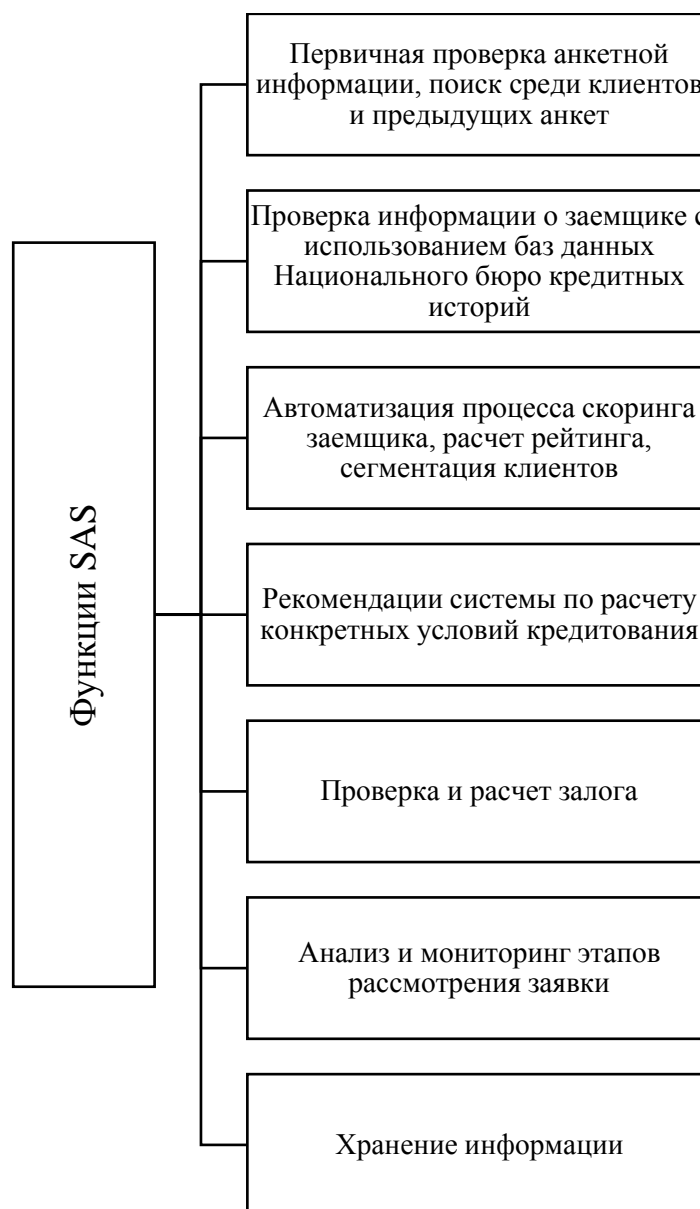 Функции SAS
Первичная проверка анкетной
информации, поиск среди клиентов
и предыдущих анкет
Проверка информации о заемщике с
использованием баз данных
Национального бюро кредитных
историй
Автоматизация процесса скоринга
заемщика, расчет рейтинга,
сегментация клиентов
Рекомендации системы по расчету
конкретных условий кредитования
Проверка и расчет залога
Анализ и мониторинг этапов
рассмотрения заявки
Хранение информации